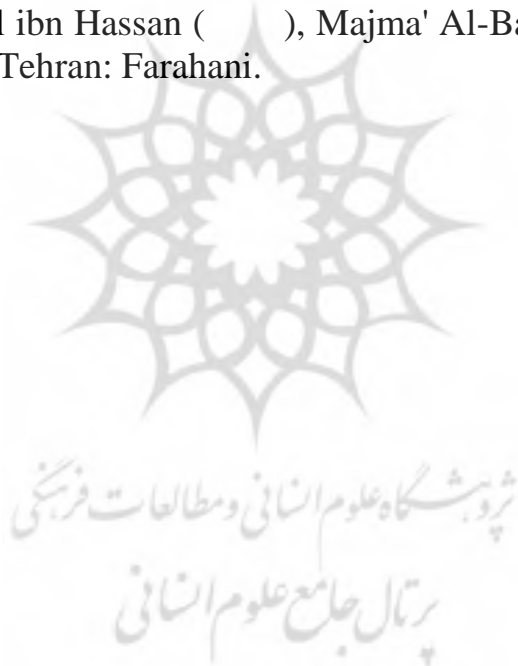 l ibn Hassan (       ), Majma' Al-Ba
Tehran: Farahani.
پژوهشگاه علوم انسانی و مطالعات فرهنگی
پرتال جامع علوم انسانی